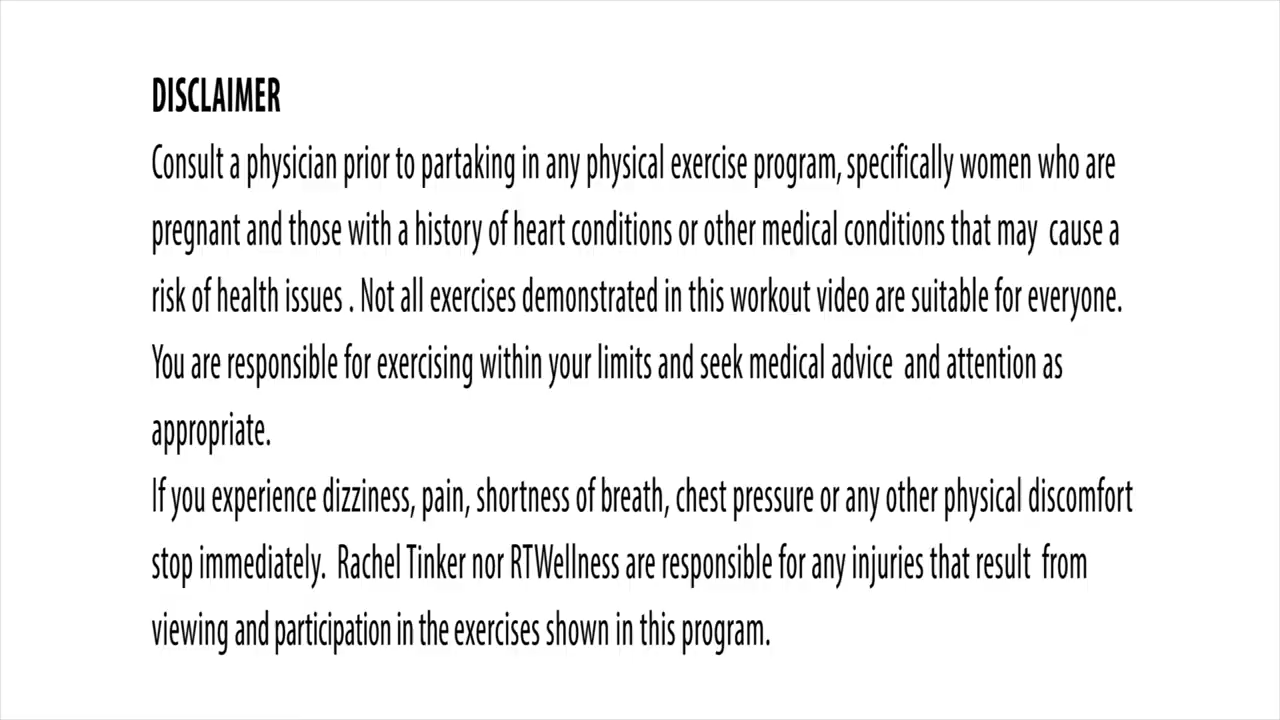 DISCLAIMER
Consult a physician prior to partaking in any physical exercise program, specifically women who are
pregnant and those with a history of heart conditions or other medical conditions that may  cause a
risk of health issues . Not all exercises demonstrated in this workout video are suitable for everyone.
You are responsible for exercising within your limits and seek medical advice  and attention as
appropriate.
If you experience dizziness, pain, shortness of breath, chest pressure or any other physical discomfort
stop immediately.  Rachel Tinker nor RTWellness are responsible for any injuries that result  from
viewing and participation in the exercises shown in this program.